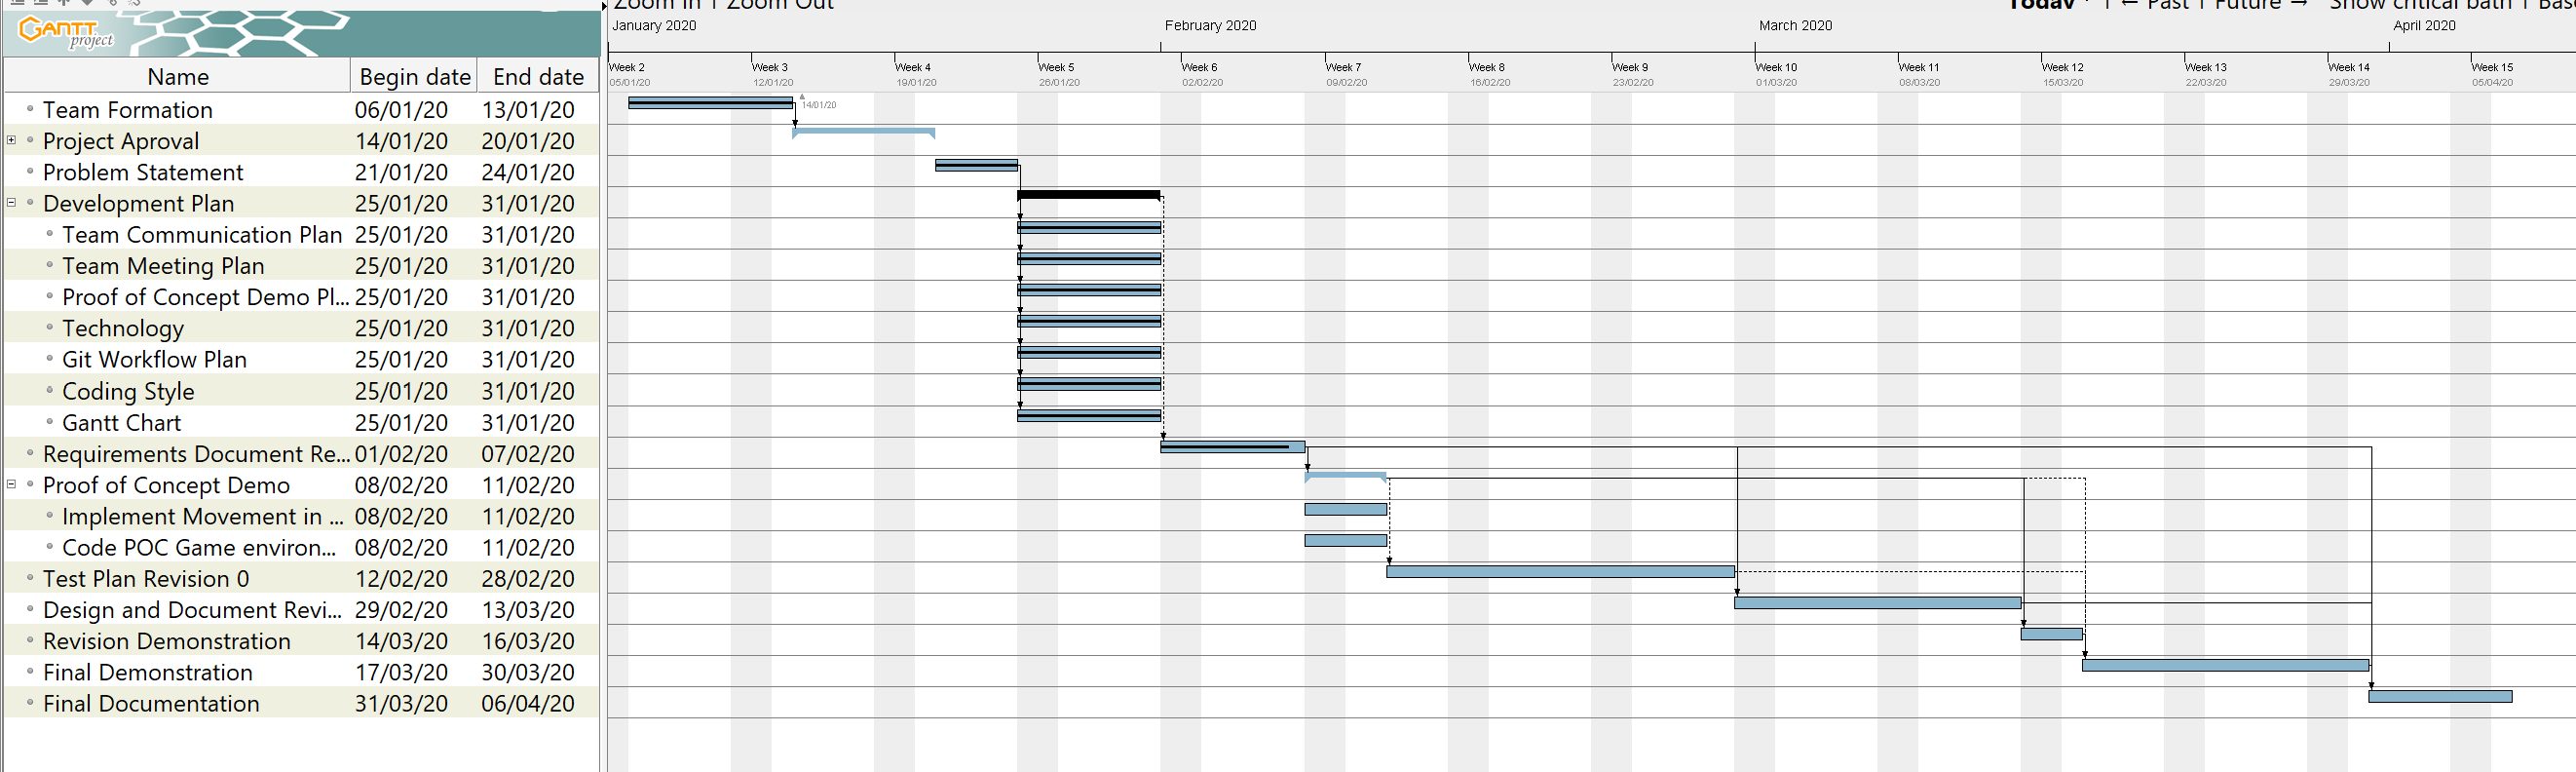 Zoom In | Zoom Out Today ▾ | ← Past | Future → Show critical path | Bas
GANTT project
January 2020 February 2020 March 2020 April 2020
Week 2 Week 3 Week 4 Week 5 Week 6 Week 7 Week 8 Week 9 Week 10 Week 11 Week 12 Week 13 Week 14 Week 15
05/01/20 12/01/20 19/01/20 26/01/20 02/02/20 09/02/20 16/02/20 23/02/20 01/03/20 08/03/20 15/03/20 22/03/20 29/03/20 05/04/20
Name Begin date End date
Team Formation 06/01/20 13/01/20 14/01/20
Project Aproval 14/01/20 20/01/20
Problem Statement 21/01/20 24/01/20
Development Plan 25/01/20 31/01/20
Team Communication Plan 25/01/20 31/01/20
Team Meeting Plan 25/01/20 31/01/20
Proof of Concept Demo Pl... 25/01/20 31/01/20
Technology 25/01/20 31/01/20
Git Workflow Plan 25/01/20 31/01/20
Coding Style 25/01/20 31/01/20
Gantt Chart 25/01/20 31/01/20
Requirements Document Re... 01/02/20 07/02/20
Proof of Concept Demo 08/02/20 11/02/20
Implement Movement in ... 08/02/20 11/02/20
Code POC Game environ... 08/02/20 11/02/20
Test Plan Revision 0 12/02/20 28/02/20
Design and Document Revi... 29/02/20 13/03/20
Revision Demonstration 14/03/20 16/03/20
Final Demonstration 17/03/20 30/03/20
Final Documentation 31/03/20 06/04/20